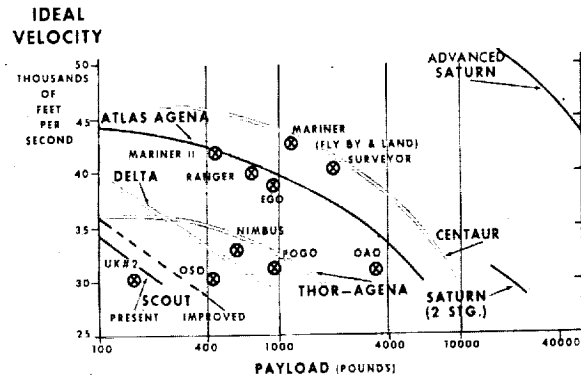 IDEAL
VELOCITY
THOUSANDS
OF
FEET
PER
SECOND
50
45
40
35
30
25
ADVANCED
SATURN
ATLAS AGENA
MARINER
(FLY BY & LAND)
SURVEYOR
MARINER II
RANGER
EGO
DELTA
NIMBUS
POGO
OAO
CENTAUR
UK#2
OSO
THOR-AGENA
SATURN
(2 STG.)
SCOUT
PRESENT
IMPROVED
100
400
1000
4000
10000
40000
PAYLOAD (POUNDS)